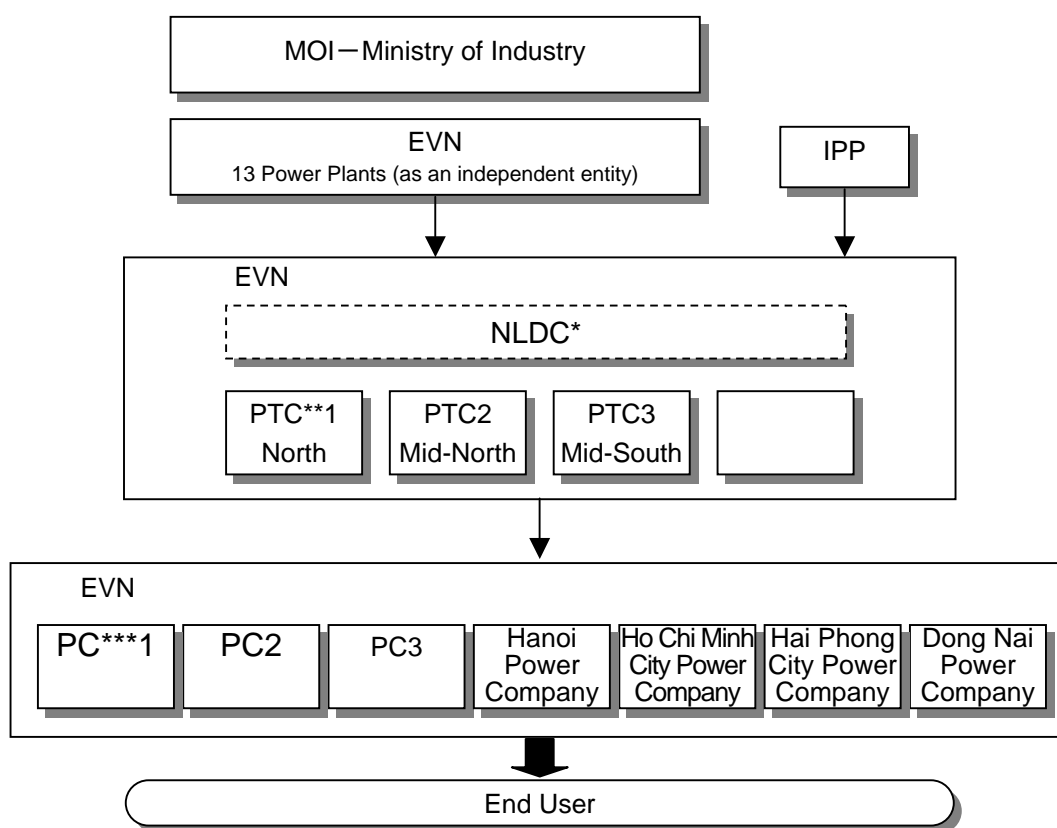 MOI－Ministry of Industry
EVN
13 Power Plants (as an independent entity)
IPP
EVN
NLDC*
PTC**1
North
PTC2
Mid-North
PTC3
Mid-South
EVN
PC***1
PC2
PC3
Hanoi
Power
Company
Ho Chi Minh
City Power
Company
Hai Phong
City Power
Company
Dong Nai
Power
Company
End User